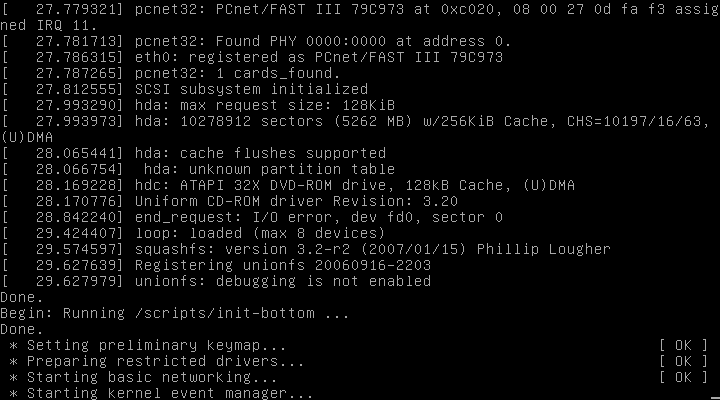 [   27.779321] pcnet32: PCnet/FAST III 79C973 at 0xc020, 08 00 27 0d fa f3 assig
ned IRQ 11.
[   27.781713] pcnet32: Found PHY 0000:0000 at address 0.
[   27.786315] eth0: registered as PCnet/FAST III 79C973
[   27.787265] pcnet32: 1 cards_found.
[   27.812555] SCSI subsystem initialized
[   27.993290] hda: max request size: 128KiB
[   27.993973] hda: 10278912 sectors (5262 MB) w/256KiB Cache, CHS=10197/16/63,
(U)DMA
[   28.065441] hda: cache flushes supported
[   28.066754]  hda: unknown partition table
[   28.169228] hdc: ATAPI 32X DVD-ROM drive, 128kB Cache, (U)DMA
[   28.170776] Uniform CD-ROM driver Revision: 3.20
[   28.842240] end_request: I/O error, dev fd0, sector 0
[   29.424407] loop: loaded (max 8 devices)
[   29.574597] squashfs: version 3.2-r2 (2007/01/15) Phillip Lougher
[   29.627639] Registering unionfs 20060916-2203
[   29.627979] unionfs: debugging is not enabled
Done.
Begin: Running /scripts/init-bottom ...
Done.
 * Setting preliminary keymap... [ OK ]
 * Preparing restricted drivers... [ OK ]
 * Starting basic networking... [ OK ]
 * Starting kernel event manager...